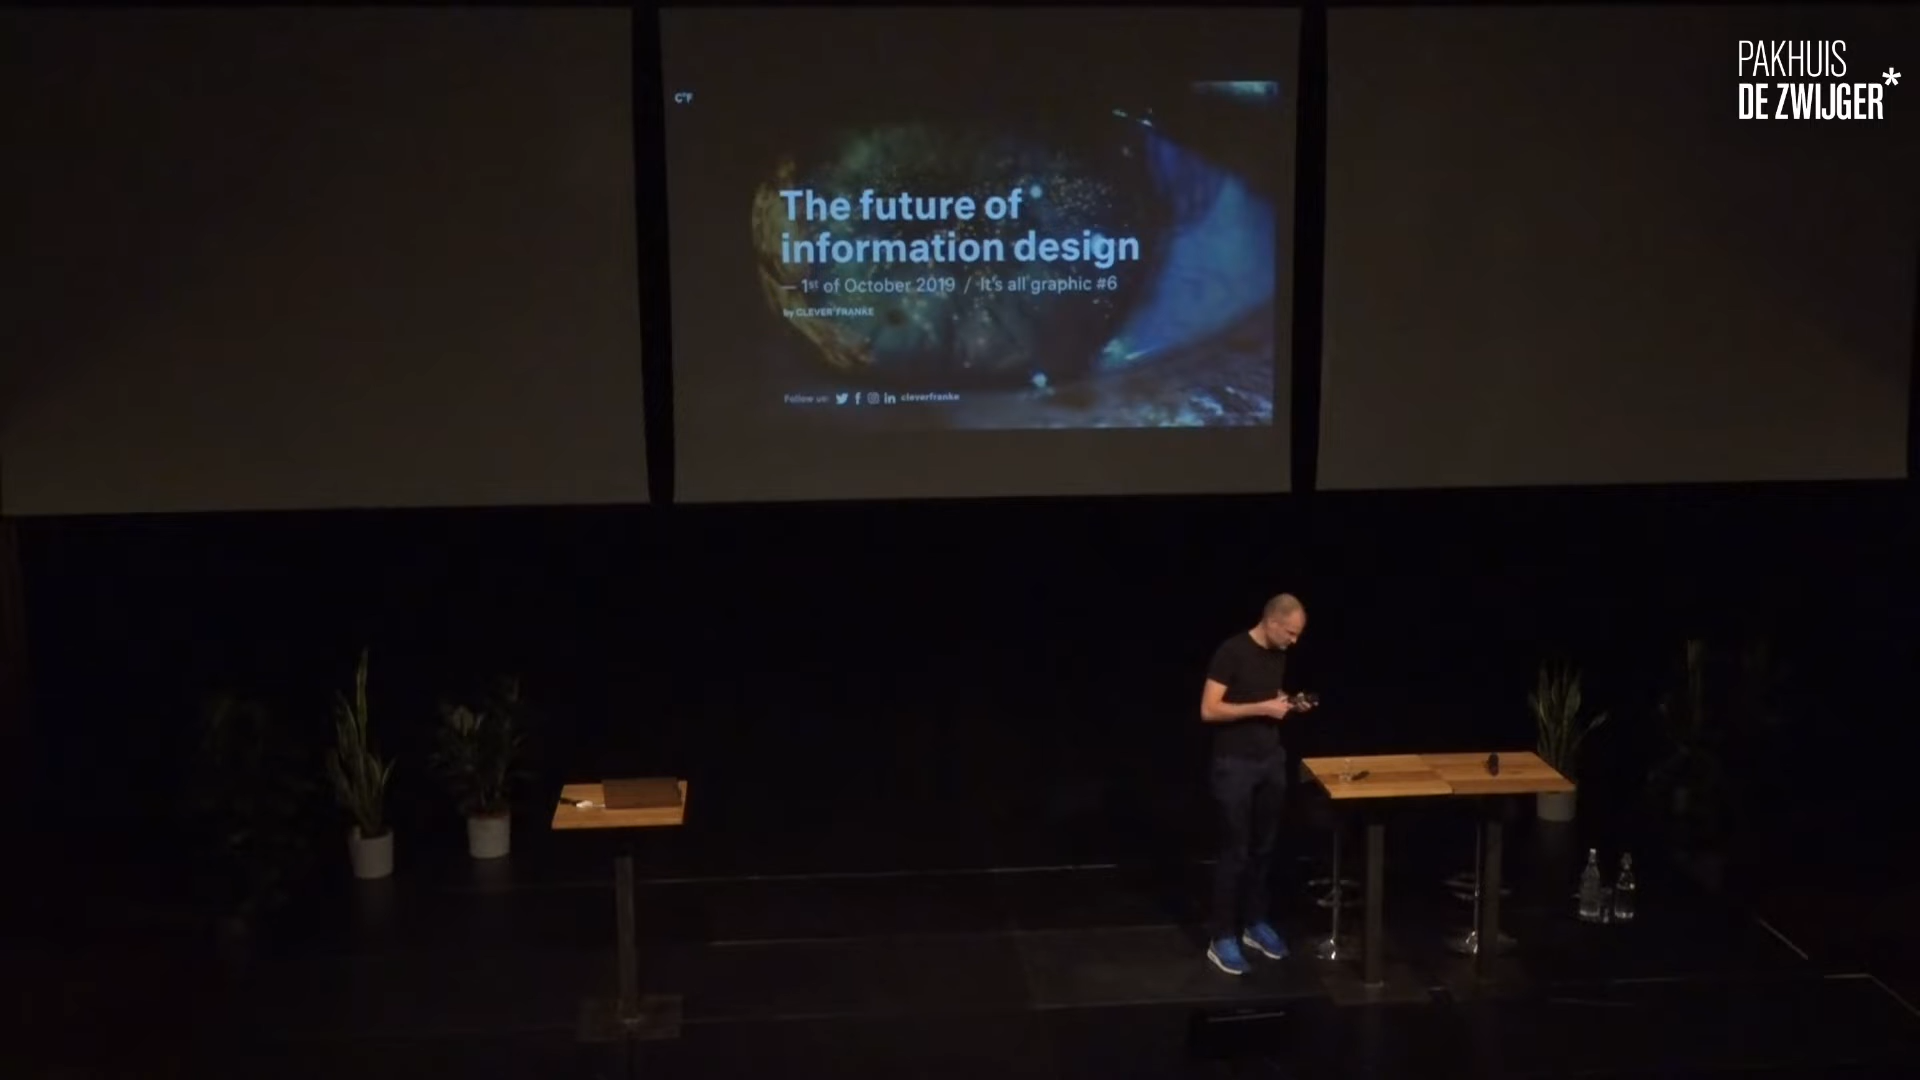 PAKHUIS
DE ZWIJGER*
C*F
The future of
information design
— 1st of October 2019 / It's all graphic #6
by CLEVER°FRANKE
Follow us: f in cleverfranke